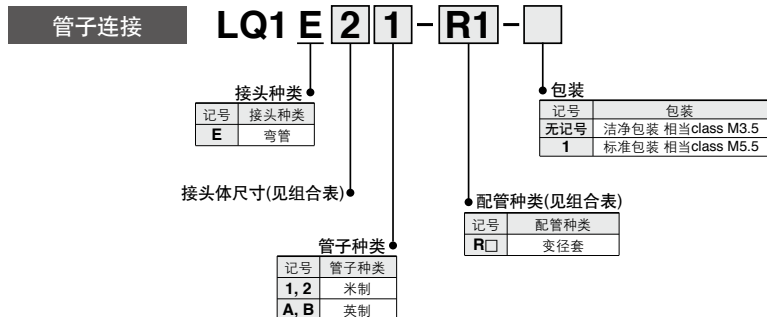 管子连接
LQ1 E 2 1 - R1 - □
接头种类
记号 接头种类
E 弯管
包装
记号 包装
无记号 洁净包装 相当class M3.5
1 标准包装 相当class M5.5
接头体尺寸(见组合表)
配管种类(见组合表)
记号 配管种类
R□ 变径套
管子种类
记号 管子种类
1, 2 米制
A, B 英制